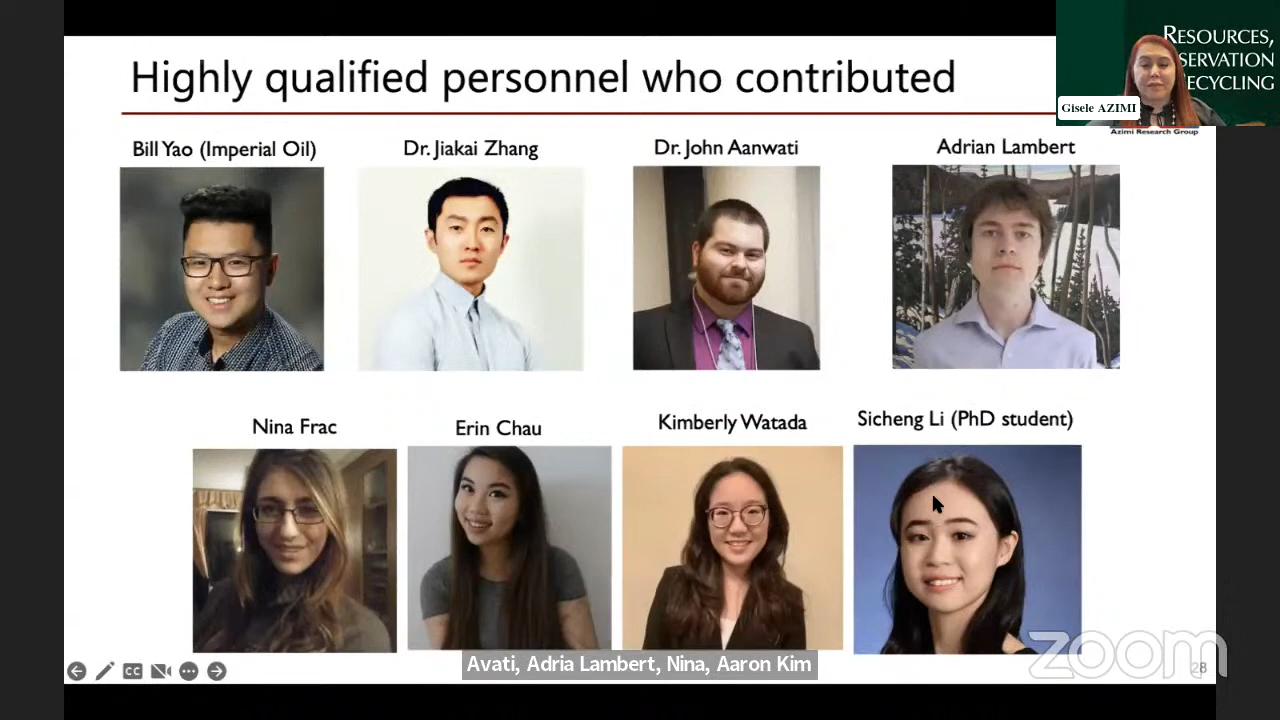 Highly qualified personnel who contributed
RESOURCES,
SERVATION
ECYCLING
Gisele AZIMI
Azimi Research Group
Bill Yao (Imperial Oil)
Dr. Jiakai Zhang
Dr. John Aanwati
Adrian Lambert
Nina Frac
Erin Chau
Kimberly Watada
Sicheng Li (PhD student)
CC
Avati, Adria Lambert, Nina, Aaron Kim
zoom
28